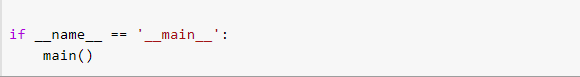 if __name__ == '__main__':
    main()